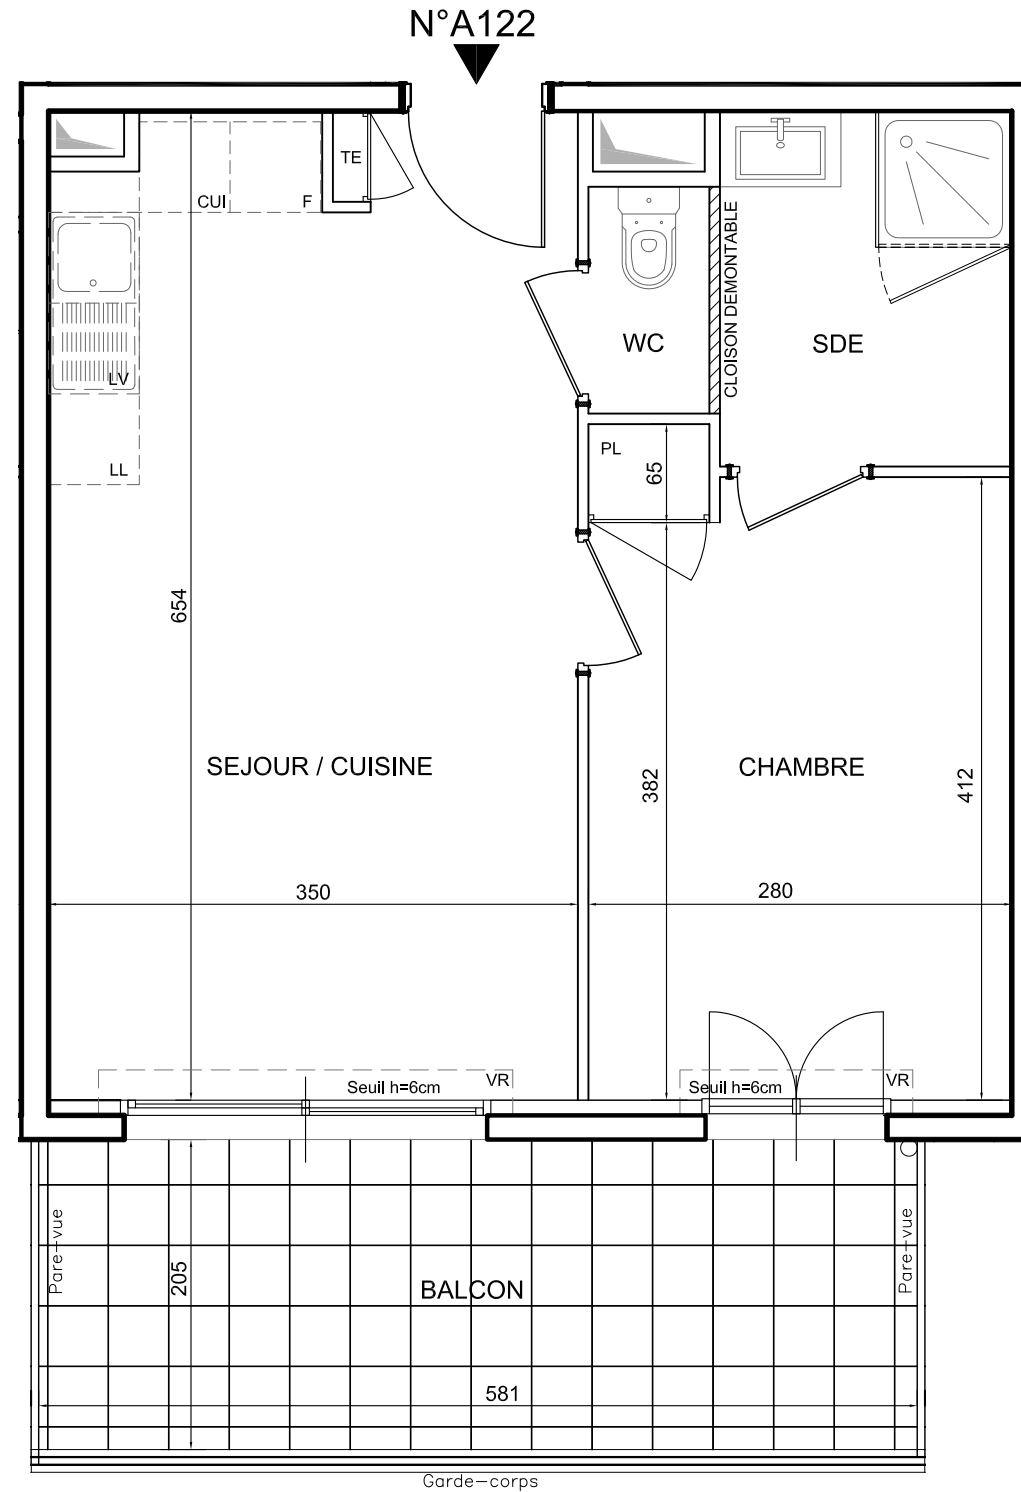 N°A122
TE
CUI
F
CLOISON DEMONTABLE
WC
SDE
LV
PL
LL
65
654
SEJOUR / CUISINE
CHAMBRE
382
412
350
280
Seuil h=6cm
VR
Seuil h=6cm
VR
Pare-vue
Pare-vue
205
BALCON
581
Garde-corps